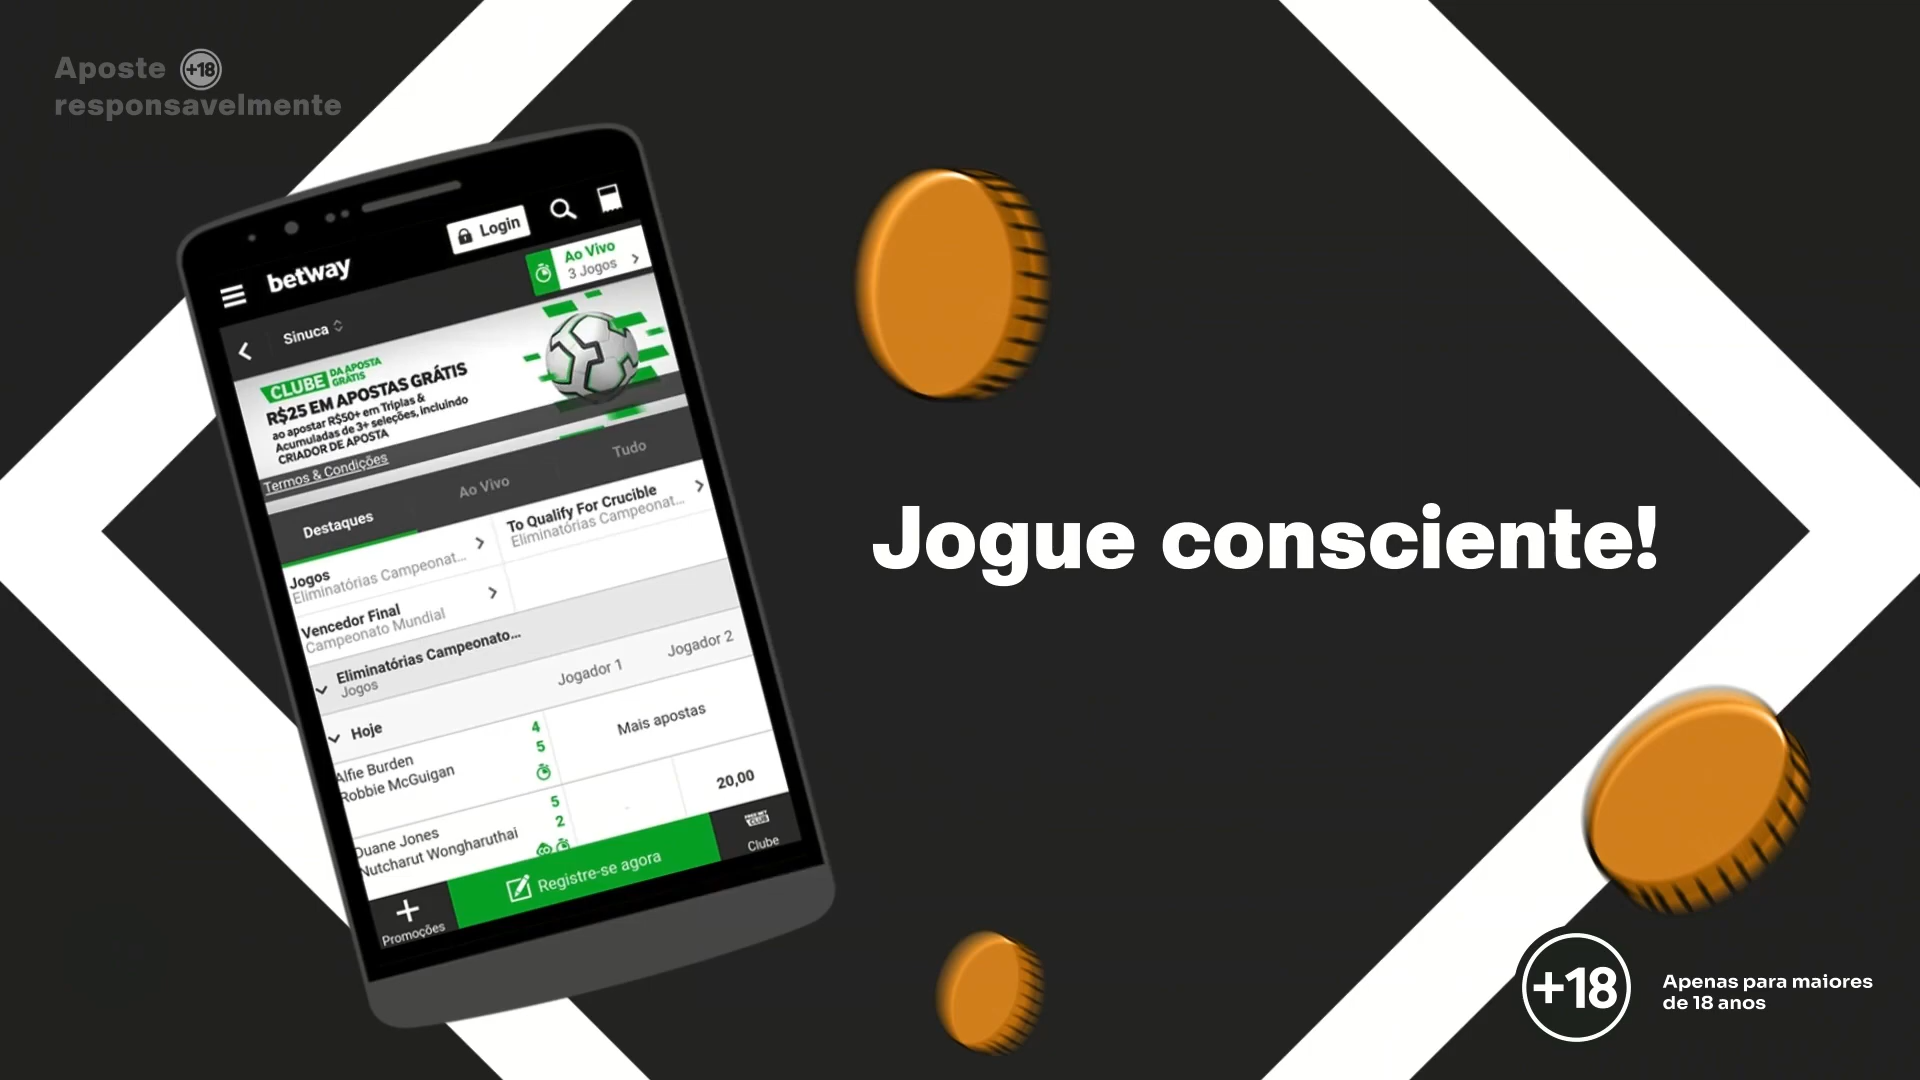 Aposte +18
responsavelmente
Login
betway
Ao Vivo
3 Jogos
Sinuca
CLUBE DA APOSTA GRÁTIS
R$25 EM APOSTAS GRÁTIS
ao apostar R$50+ em Triplas &
Acumuladas de 3+ seleções, incluindo
CRIADOR DE APOSTA
Termos & Condições
Destaques
Ao Vivo
Tudo
Jogos
Eliminatórias Campeonat...
To Qualify For Crucible
Eliminatórias Campeonat...
Vencedor Final
Campeonato Mundial
Eliminatórias Campeonato...
Jogos
Hoje
Jogador 1
Jogador 2
Alfie Burden
Robbie McGuigan
4
5
Mais apostas
Duane Jones
Nutcharut Wongharuthai
5
2
20,00
Promoções
Registre-se agora
FREE BET
CLUB
Clube
Jogue consciente!
+18
Apenas para maiores
de 18 anos